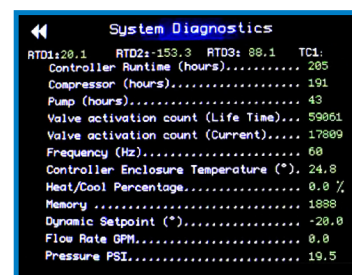 System Diagnostics
RTD1:20.1 RTD2:-153.3 RTD3: 88.1 TC1:
Controller Runtime (hours)........... 205
Compressor (hours)................... 191
Pump (hours)......................... 43
Valve activation count (Life Time)... 59061
Valve activation count (Current)..... 17809
Frequency (Hz)....................... 60
Controller Enclosure Temperature (°). 24.8
Heat/Cool Percentage................. 0.0 %
Memory .............................. 1888
Dynamic Setpoint (°)................. -20.0
Flow Rate GPM........................ 0.0
Pressure PSI......................... 19.5